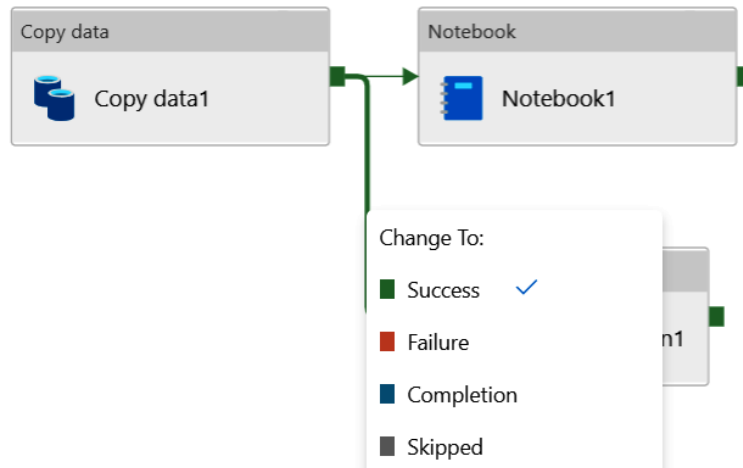 Copy data
Copy data1
Notebook
Notebook1
Change To:
Success
Failure
Completion
Skipped
n1